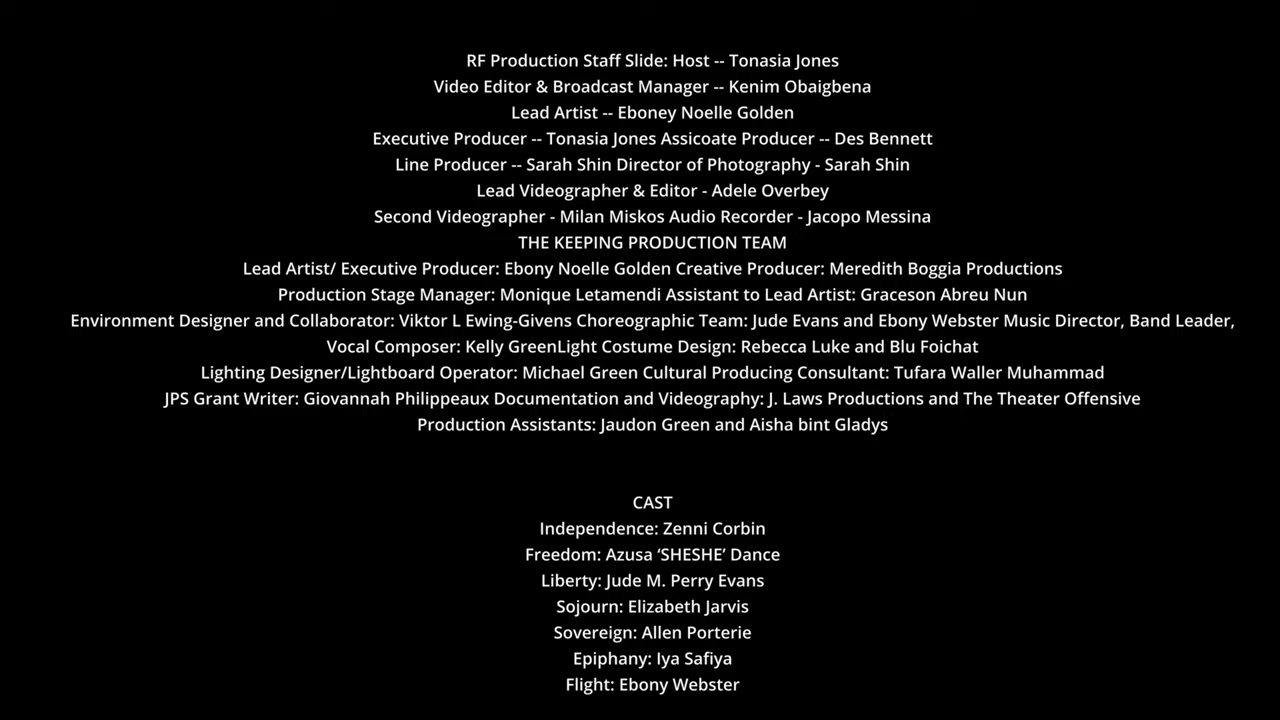 RF Production Staff Slide: Host -- Tonasia Jones
Video Editor & Broadcast Manager -- Kenim Obaigbena
Lead Artist -- Eboney Noelle Golden
Executive Producer -- Tonasia Jones Assicoate Producer -- Des Bennett
Line Producer -- Sarah Shin Director of Photography - Sarah Shin
Lead Videographer & Editor - Adele Overbey
Second Videographer - Milan Miskos Audio Recorder - Jacopo Messina
THE KEEPING PRODUCTION TEAM
Lead Artist/ Executive Producer: Ebony Noelle Golden Creative Producer: Meredith Boggia Productions
Production Stage Manager: Monique Letamendi Assistant to Lead Artist: Graceson Abreu Nun
Environment Designer and Collaborator: Viktor L Ewing-Givens Choreographic Team: Jude Evans and Ebony Webster Music Director, Band Leader,
Vocal Composer: Kelly GreenLight Costume Design: Rebecca Luke and Blu Foichat
Lighting Designer/Lightboard Operator: Michael Green Cultural Producing Consultant: Tufara Waller Muhammad
JPS Grant Writer: Giovannah Philippeaux Documentation and Videography: J. Laws Productions and The Theater Offensive
Production Assistants: Jaudon Green and Aisha bint Gladys
CAST
Independence: Zenni Corbin
Freedom: Azusa ‘SHESHE’ Dance
Liberty: Jude M. Perry Evans
Sojourn: Elizabeth Jarvis
Sovereign: Allen Porterie
Epiphany: Iya Safiya
Flight: Ebony Webster